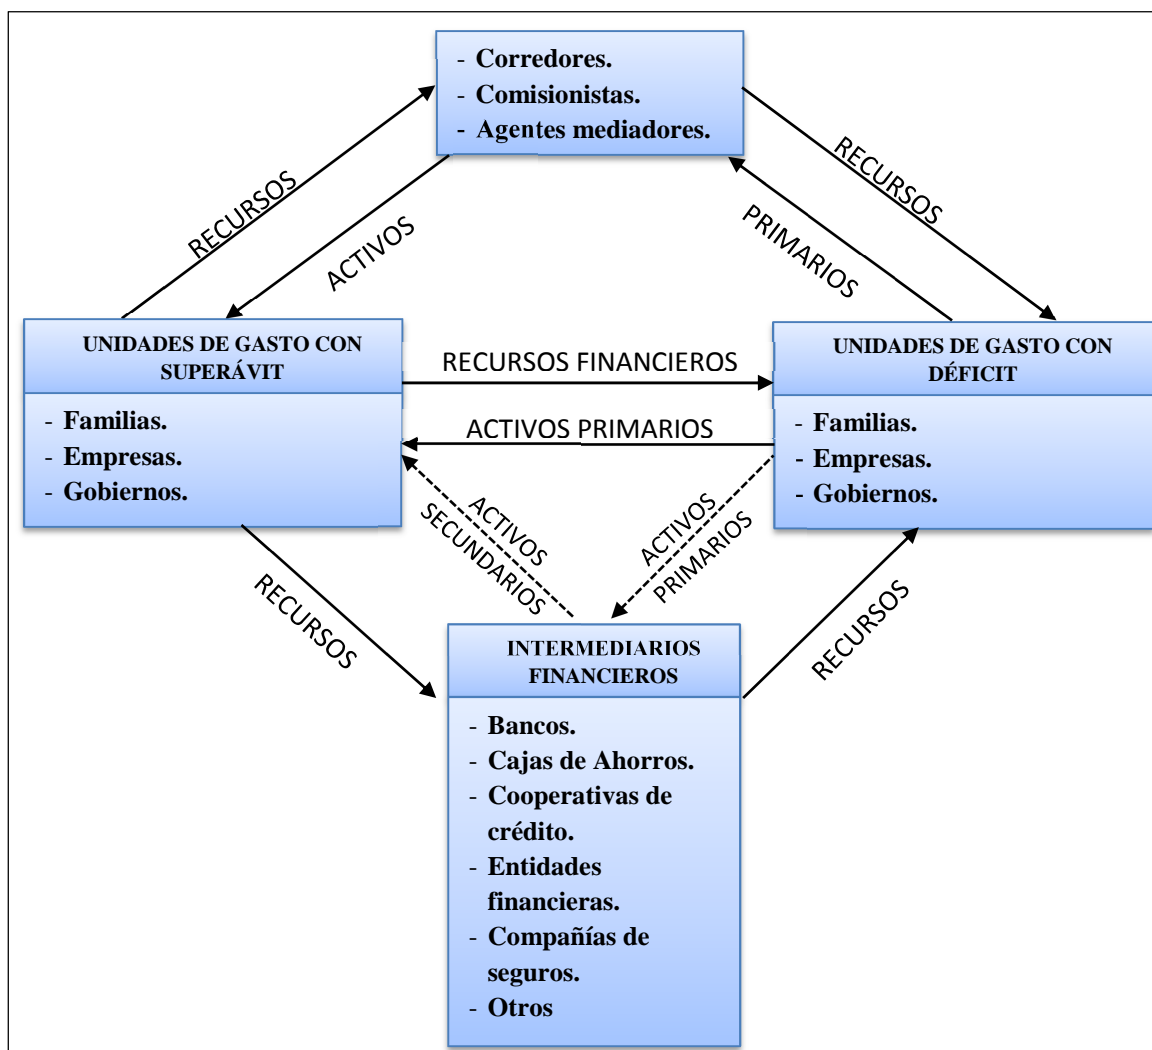 - Corredores.
- Comisionistas.
- Agentes mediadores.
RECURSOS
ACTIVOS
RECURSOS
PRIMARIOS
UNIDADES DE GASTO CON
SUPERÁVIT
- Familias.
- Empresas.
- Gobiernos.
RECURSOS FINANCIEROS
ACTIVOS PRIMARIOS
UNIDADES DE GASTO CON
DÉFICIT
- Familias.
- Empresas.
- Gobiernos.
ACTIVOS
SECUNDARIOS
ACTIVOS
PRIMARIOS
RECURSOS
RECURSOS
INTERMEDIARIOS
FINANCIEROS
- Bancos.
- Cajas de Ahorros.
- Cooperativas de
crédito.
- Entidades
financieras.
- Compañías de
seguros.
- Otros